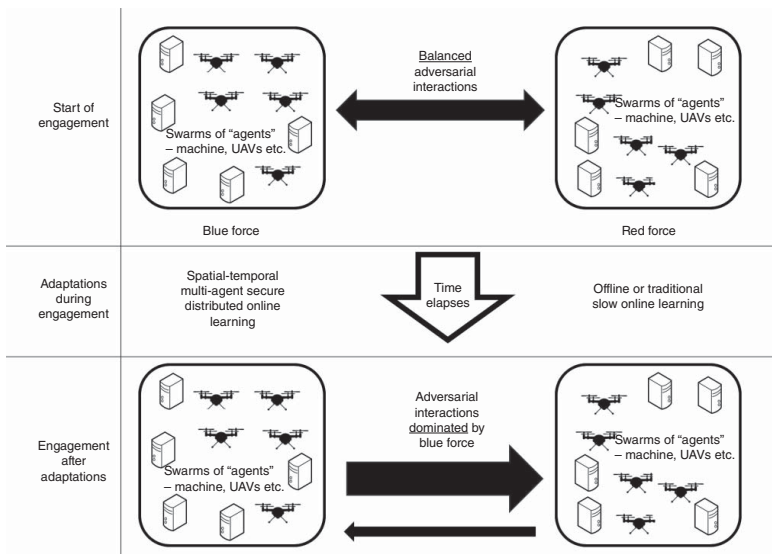 Start of
engagement
Swarms of “agents”
– machine, UAVs etc.
Blue force
Balanced
adversarial
interactions
Swarms of “agents”
– machine, UAVs etc.
Red force
Adaptations
during
engagement
Spatial-temporal
multi-agent secure
distributed online
learning
Time
elapses
Offline or traditional
slow online learning
Engagement
after
adaptations
Swarms of “agents”
– machine, UAVs etc.
Adversarial
interactions
dominated by
blue force
Swarms of “agents”
– machine, UAVs etc.